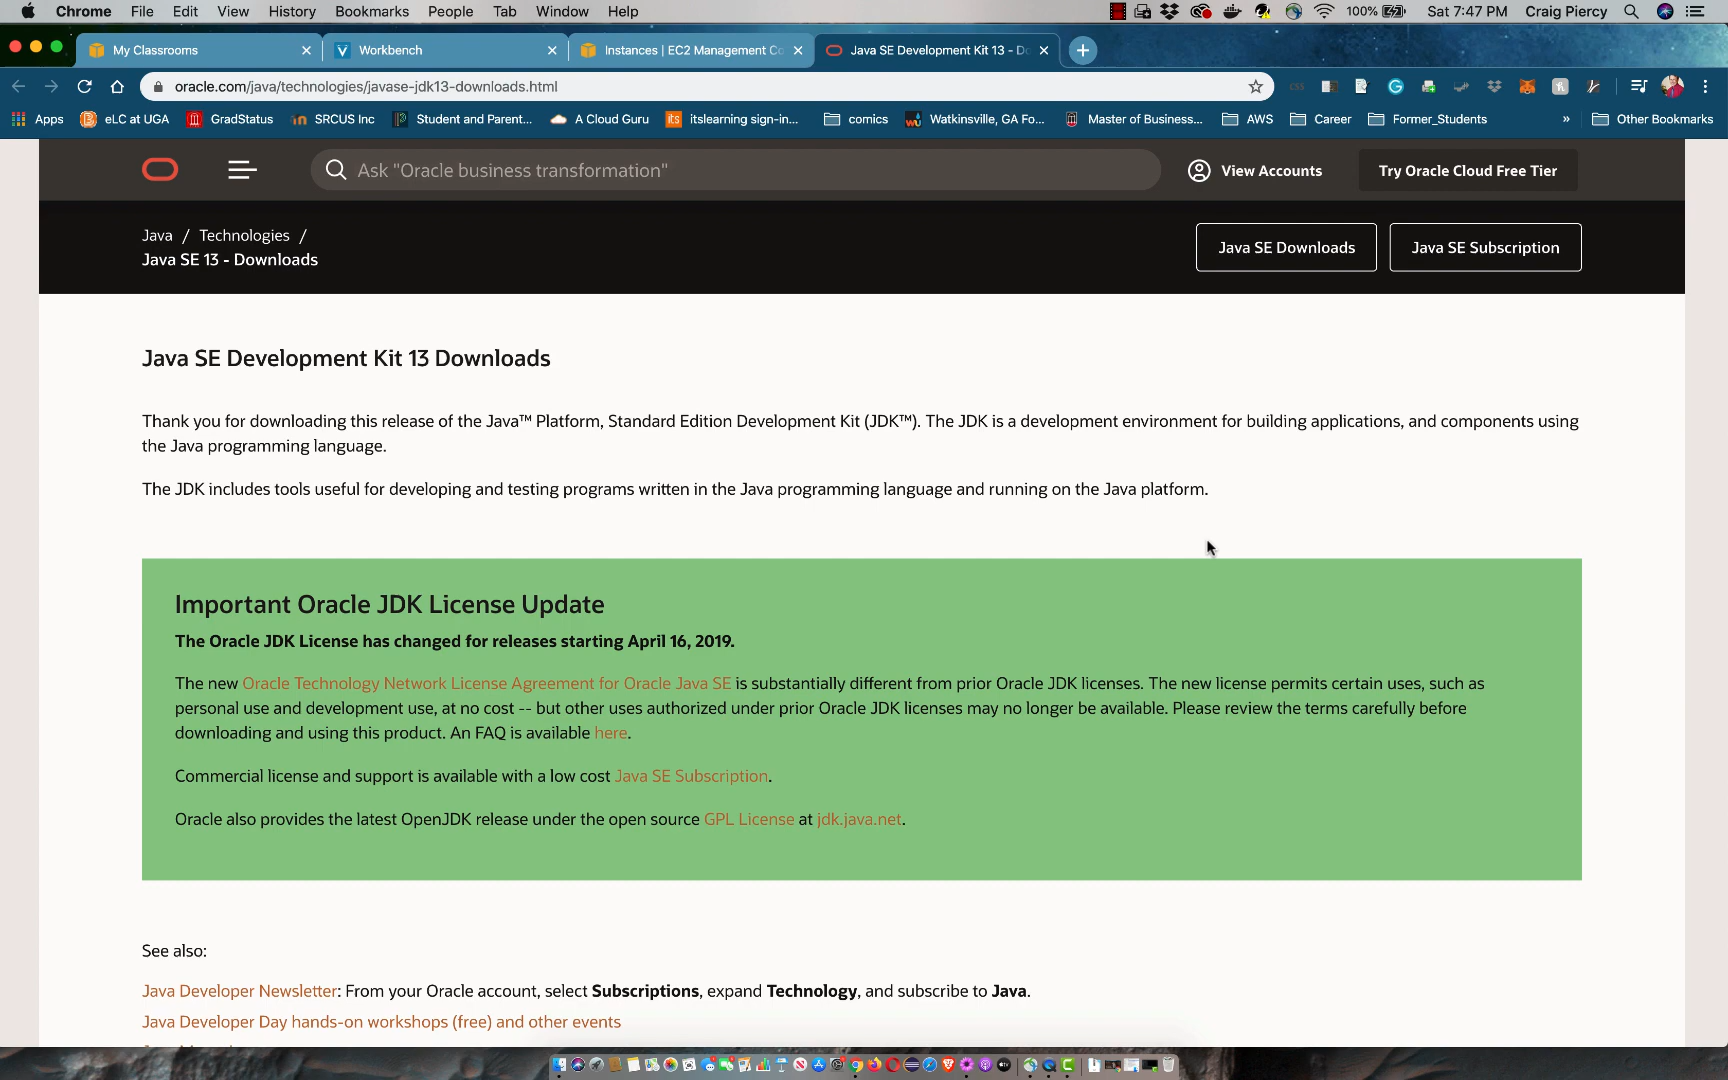 Chrome File Edit View History Bookmarks People Tab Window Help 100% Sat 7:47 PM Craig Piercy
My Classrooms Workbench Instances | EC2 Management Co Java SE Development Kit 13 - Do
oracle.com/java/technologies/javase-jdk13-downloads.html
Apps eLC at UGA GradStatus SRCUS Inc Student and Parent... A Cloud Guru itslearning sign-in... comics Watkinsville, GA Fo... Master of Business... AWS Career Former_Students » Other Bookmarks
Ask "Oracle business transformation" View Accounts Try Oracle Cloud Free Tier
Java / Technologies /
Java SE 13 - Downloads
Java SE Downloads Java SE Subscription
Java SE Development Kit 13 Downloads
Thank you for downloading this release of the Java™ Platform, Standard Edition Development Kit (JDK™). The JDK is a development environment for building applications, and components using
the Java programming language.
The JDK includes tools useful for developing and testing programs written in the Java programming language and running on the Java platform.
Important Oracle JDK License Update
The Oracle JDK License has changed for releases starting April 16, 2019.
The new Oracle Technology Network License Agreement for Oracle Java SE is substantially different from prior Oracle JDK licenses. The new license permits certain uses, such as
personal use and development use, at no cost -- but other uses authorized under prior Oracle JDK licenses may no longer be available. Please review the terms carefully before
downloading and using this product. An FAQ is available here.
Commercial license and support is available with a low cost Java SE Subscription.
Oracle also provides the latest OpenJDK release under the open source GPL License at jdk.java.net.
See also:
Java Developer Newsletter: From your Oracle account, select Subscriptions, expand Technology, and subscribe to Java.
Java Developer Day hands-on workshops (free) and other events